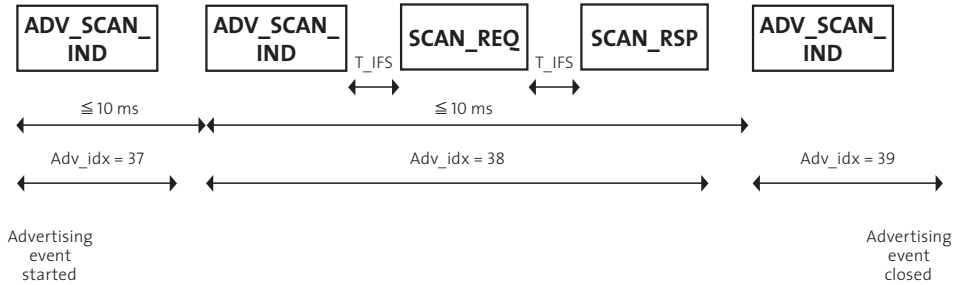 ADV_SCAN_
IND
ADV_SCAN_
IND
SCAN_REQ
SCAN_RSP
ADV_SCAN_
IND
T_IFS
T_IFS
≦ 10 ms
≦ 10 ms
Adv_idx = 37
Adv_idx = 38
Adv_idx = 39
Advertising
event
started
Advertising
event
closed